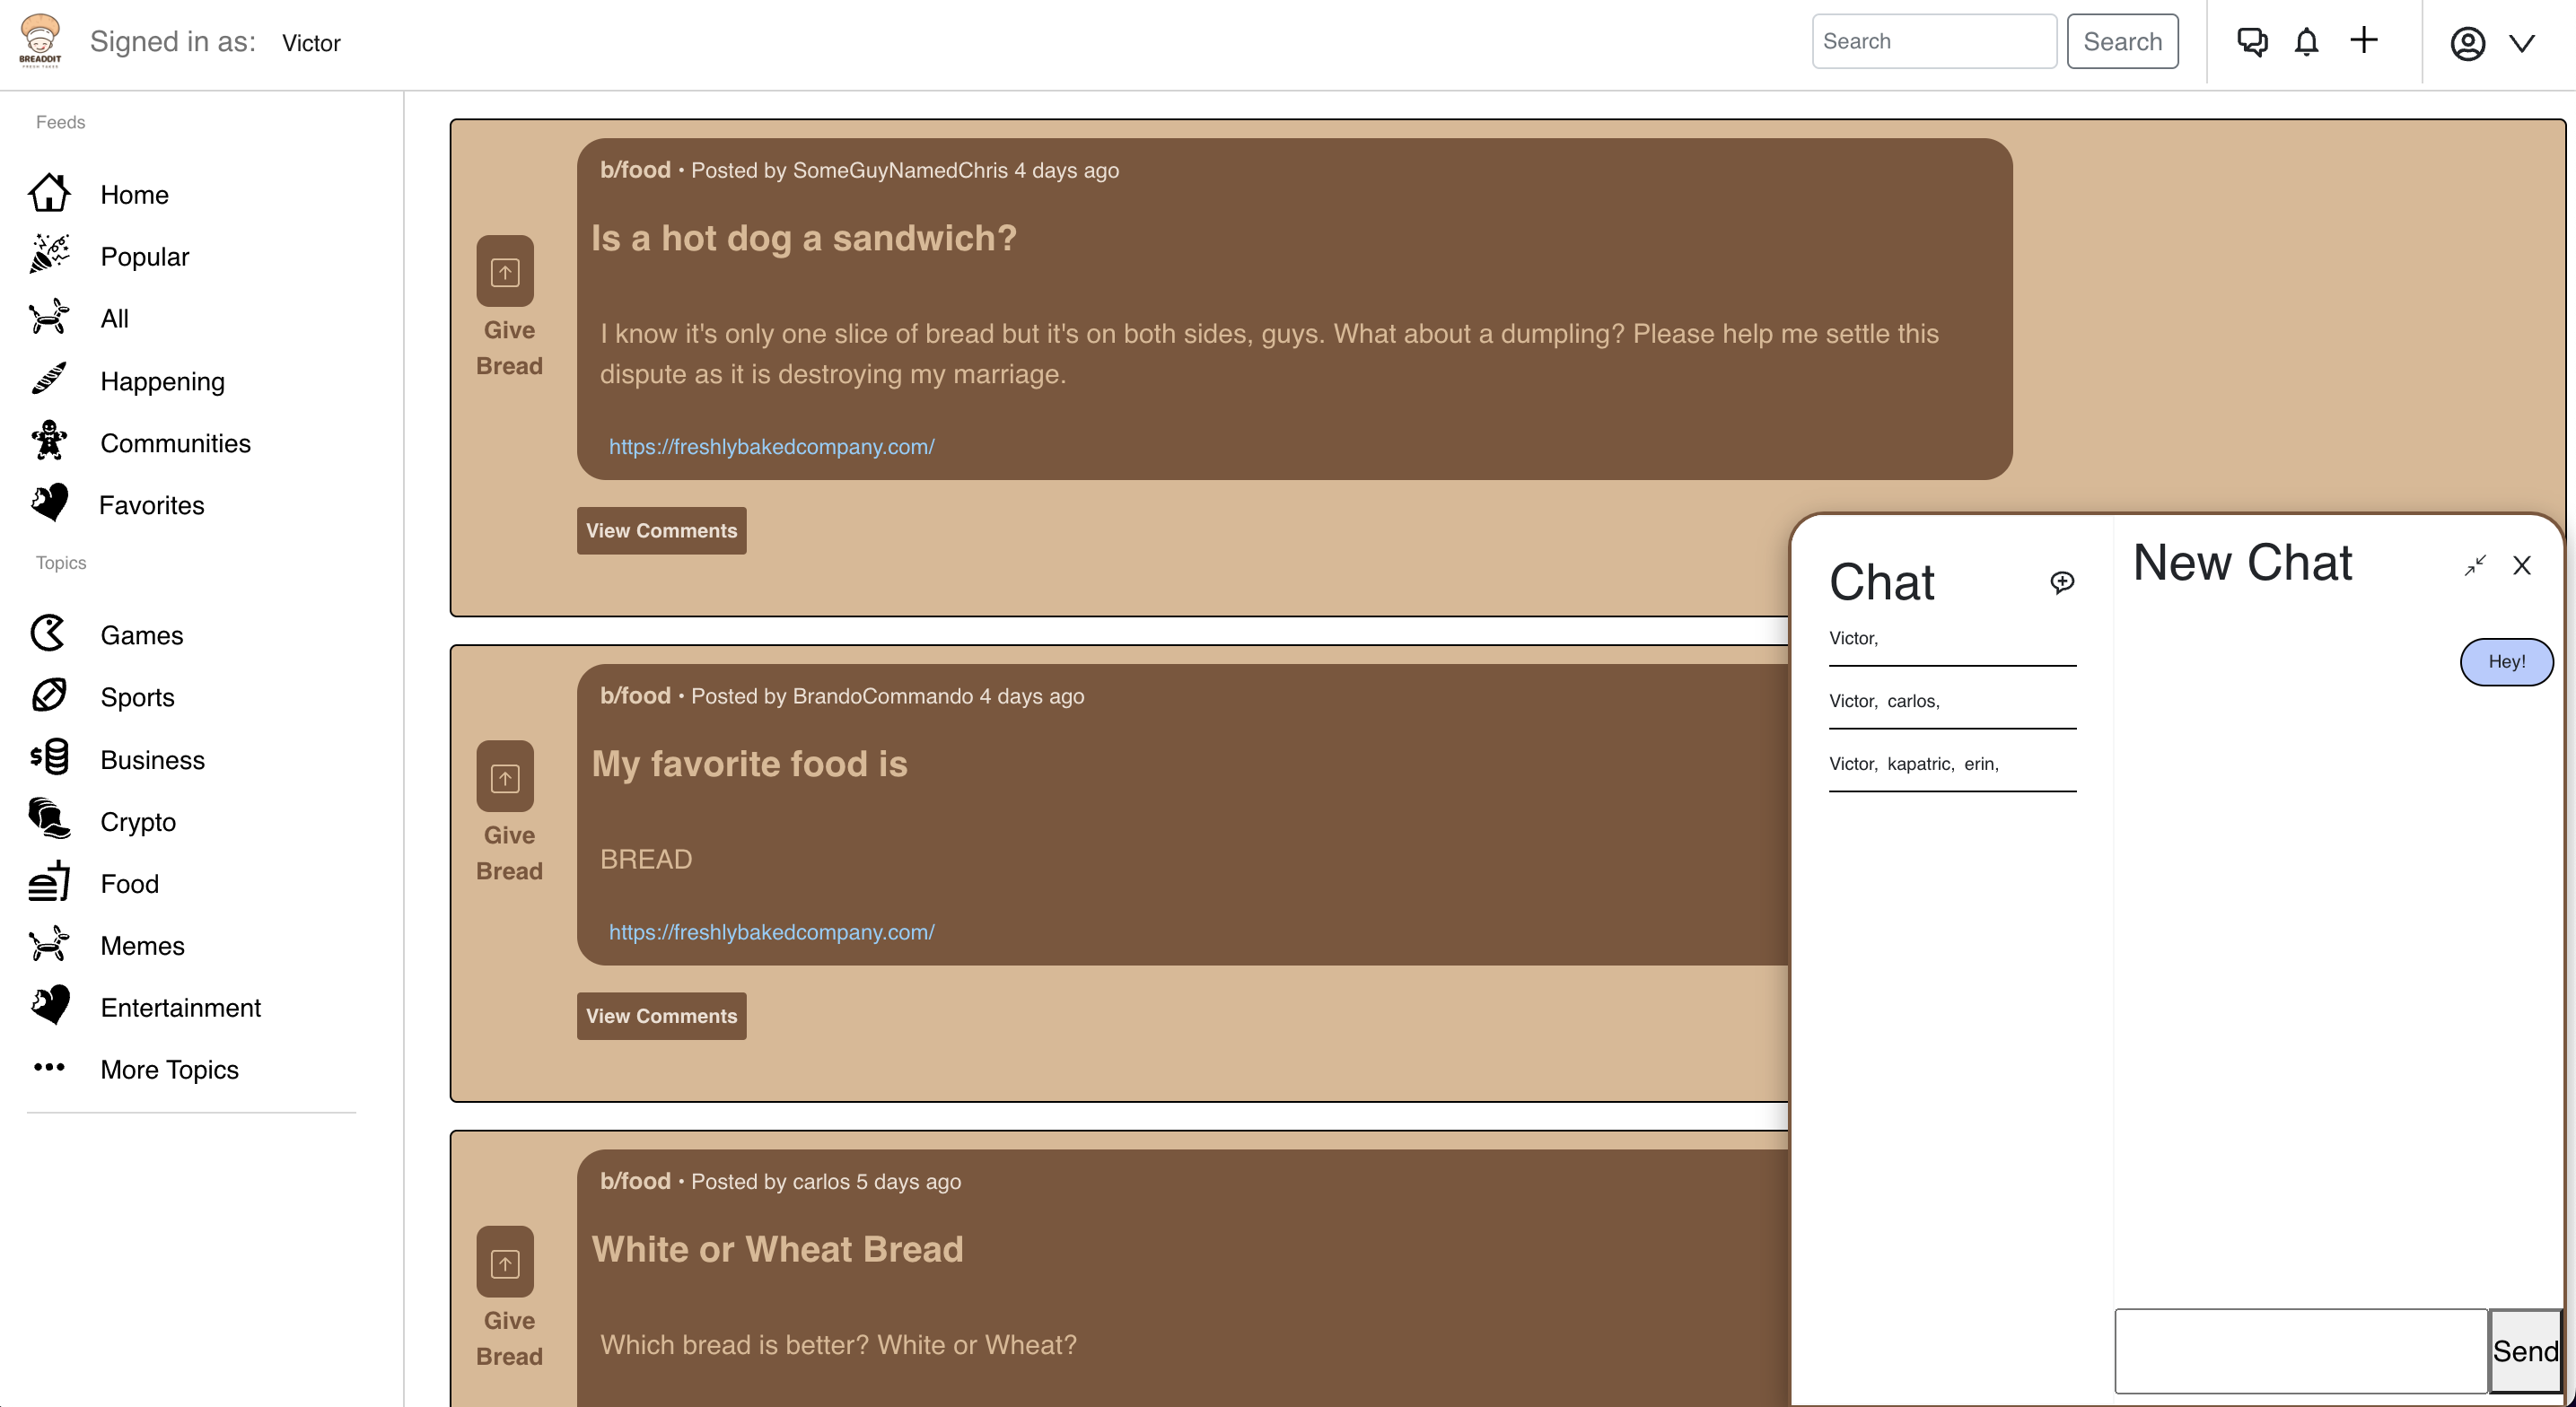 BREADDIT
Signed in as: Victor
Search
Search
Feeds
Home
Popular
All
Happening
Communities
Favorites
Topics
Games
Sports
Business
Crypto
Food
Memes
Entertainment
More Topics
b/food • Posted by SomeGuyNamedChris 4 days ago
Is a hot dog a sandwich?
Give
Bread
I know it's only one slice of bread but it's on both sides, guys. What about a dumpling? Please help me settle this
dispute as it is destroying my marriage.
https://freshlybakedcompany.com/
View Comments
b/food • Posted by BrandoCommando 4 days ago
My favorite food is
Give
Bread
BREAD
https://freshlybakedcompany.com/
View Comments
b/food • Posted by carlos 5 days ago
White or Wheat Bread
Give
Bread
Which bread is better? White or Wheat?
Chat
Victor,
Victor, carlos,
Victor, kapatric, erin,
New Chat
X
Hey!
Send